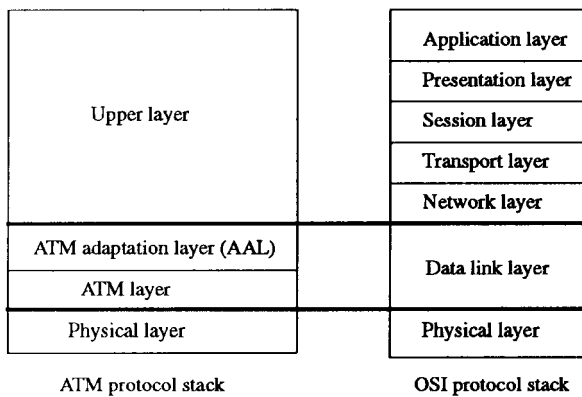 Upper layer
ATM adaptation layer (AAL)
ATM layer
Physical layer
ATM protocol stack
Application layer
Presentation layer
Session layer
Transport layer
Network layer
Data link layer
Physical layer
OSI protocol stack